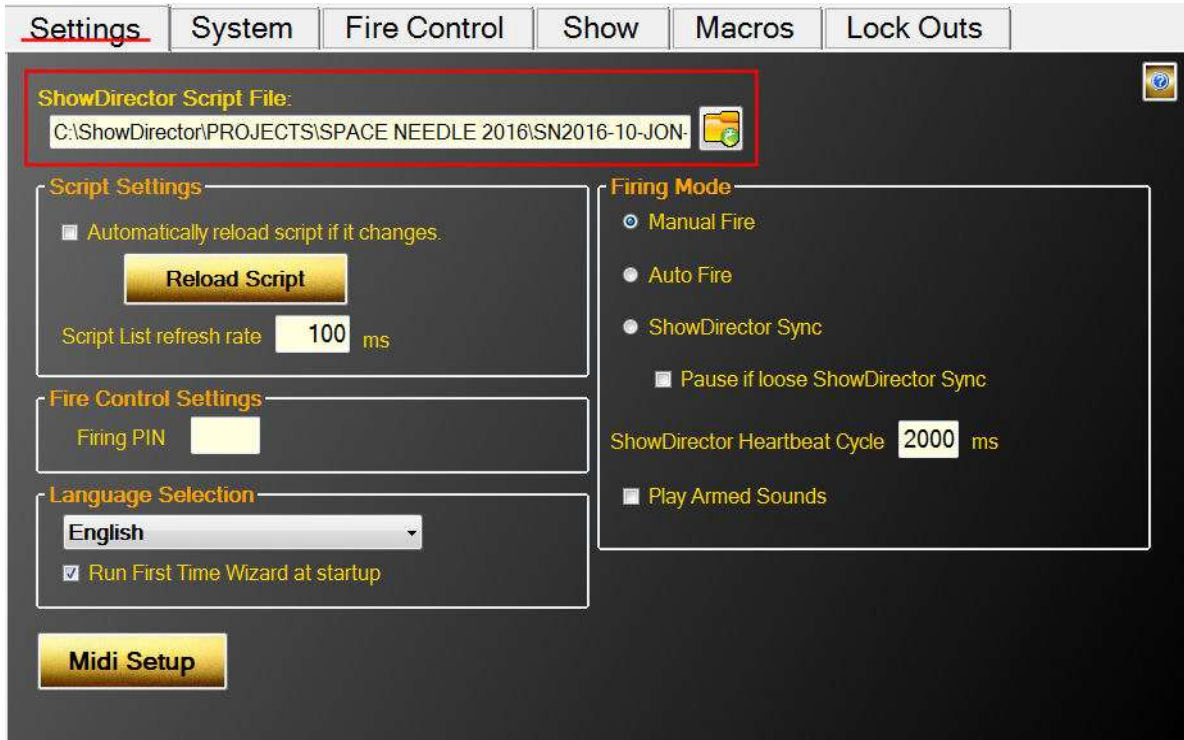 Settings System Fire Control Show Macros Lock Outs
ShowDirector Script File:
C:\ShowDirector\PROJECTS\SPACE NEEDLE 2016\SN2016-10-JON-
Script Settings
Automatically reload script if it changes.
Reload Script
Script List refresh rate 100 ms
Fire Control Settings
Firing PIN
Language Selection
English
Run First Time Wizard at startup
Midi Setup
Firing Mode
Manual Fire
Auto Fire
ShowDirector Sync
Pause if loose ShowDirector Sync
ShowDirector Heartbeat Cycle 2000 ms
Play Armed Sounds